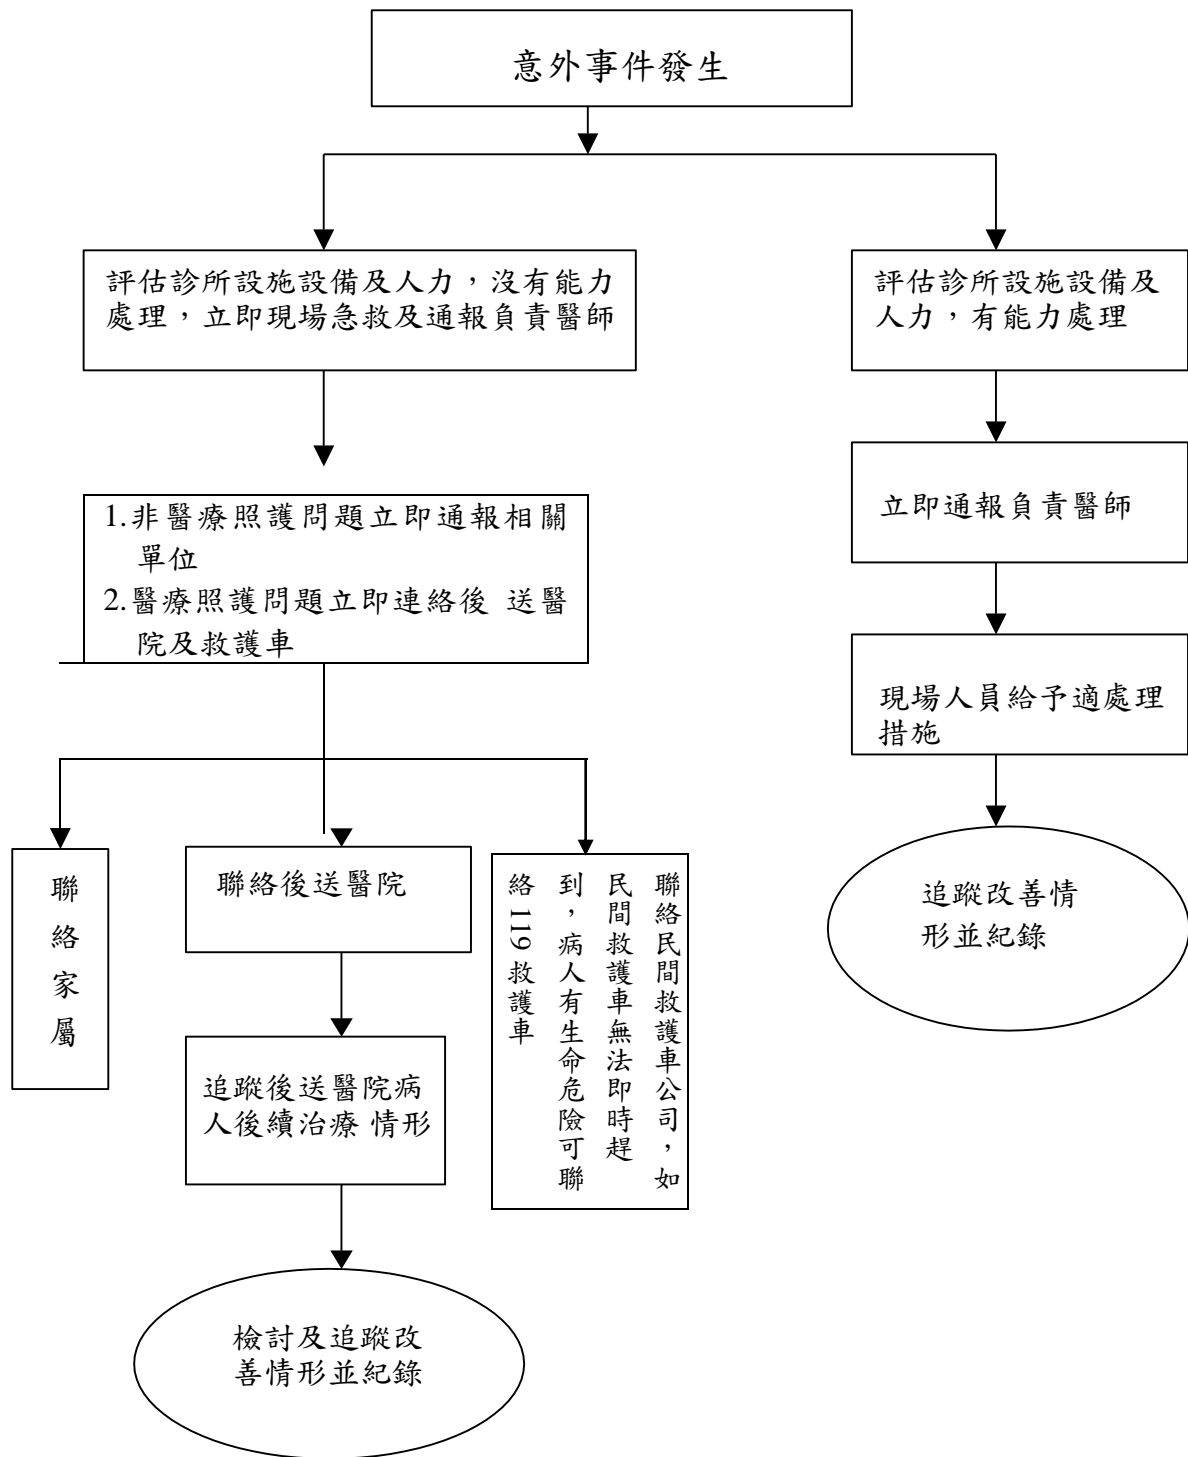 意外事件發生
評估診所設施設備及人力，沒有能力
處理，立即現場急救及通報負責醫師
評估診所設施設備及
人力，有能力處理
1.非醫療照護問題立即通報相關
單位
2.醫療照護問題立即連絡後 送醫
院及救護車
立即通報負責醫師
現場人員給予適處理
措施
聯絡家屬
聯絡後送醫院
聯絡民間救護車公司，如
民間救護車無法即時趕
到，病人有生命危險可聯
絡 119 救護車
追蹤改善情
形並紀錄
追蹤後送醫院病
人後續治療 情形
檢討及追蹤改
善情形並紀錄